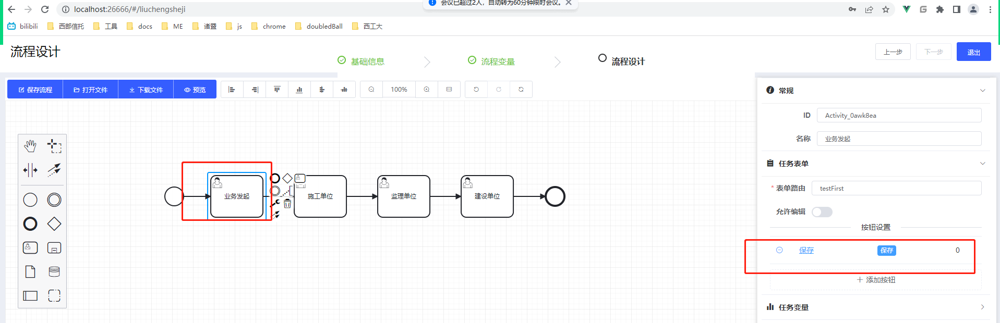 localhost:26666/#/liuchengsheji
会议已超过2人，自动转为60分钟限时会议。
bilibili 西部信托 工具 docs ME 诸暨 js chrome doubledBall 西工大
流程设计
基础信息 流程变量 流程设计
上一步 下一步 退出
保存流程 打开文件 下载文件 预览 100%
常规
ID Activity_0awk8ea
名称 业务发起
任务表单
* 表单路由 testFirst
允许编辑
按钮设置
保存 保存 0
+ 添加按钮
任务变量
业务发起 施工单位 监理单位 建设单位